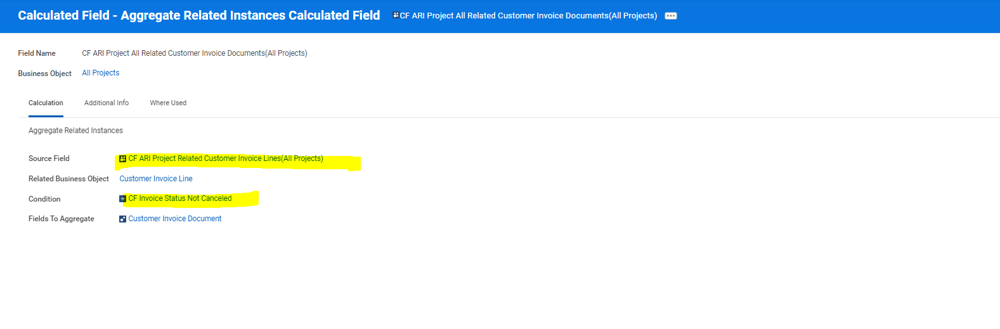 Calculated Field - Aggregate Related Instances Calculated Field CF ARI Project All Related Customer Invoice Documents(All Projects)
Field Name CF ARI Project All Related Customer Invoice Documents(All Projects)
Business Object All Projects
Calculation Additional Info Where Used
Aggregate Related Instances
Source Field CF ARI Project Related Customer Invoice Lines(All Projects)
Related Business Object Customer Invoice Line
Condition CF Invoice Status Not Canceled
Fields To Aggregate Customer Invoice Document